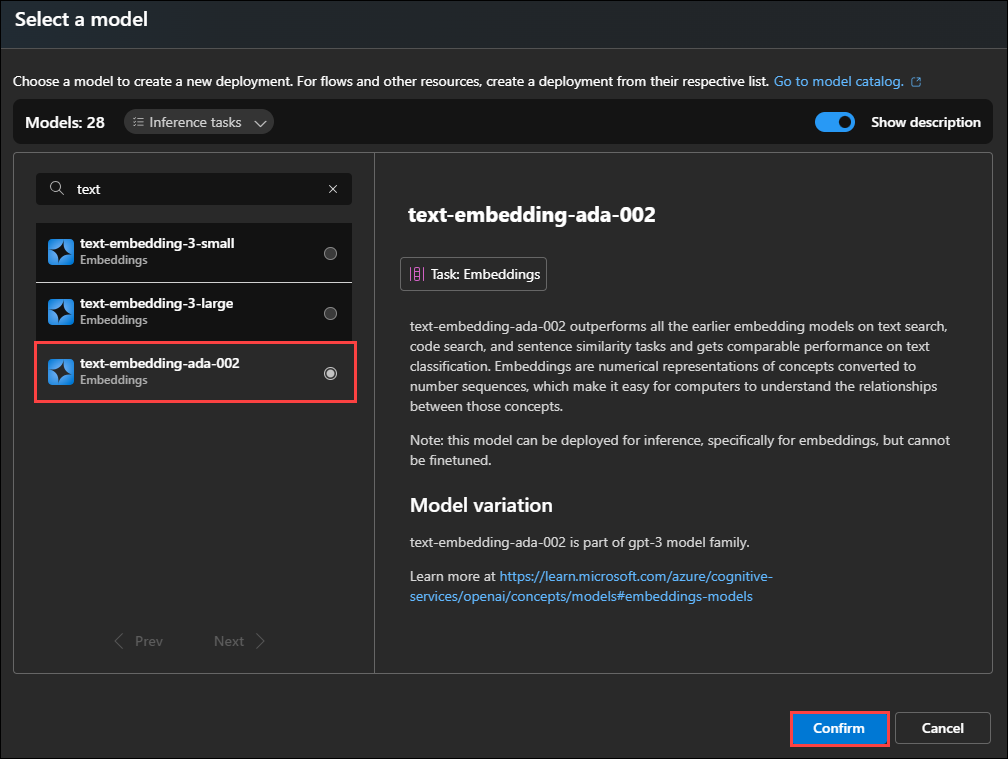 Select a model
Choose a model to create a new deployment. For flows and other resources, create a deployment from their respective list. Go to model catalog.
Models: 28
Inference tasks
Show description
text
text-embedding-3-small
Embeddings
text-embedding-3-large
Embeddings
text-embedding-ada-002
Embeddings
Prev
Next
text-embedding-ada-002
Task: Embeddings
text-embedding-ada-002 outperforms all the earlier embedding models on text search,
code search, and sentence similarity tasks and gets comparable performance on text
classification. Embeddings are numerical representations of concepts converted to
number sequences, which make it easy for computers to understand the relationships
between those concepts.
Note: this model can be deployed for inference, specifically for embeddings, but cannot
be finetuned.
Model variation
text-embedding-ada-002 is part of gpt-3 model family.
Learn more at https://learn.microsoft.com/azure/cognitive-
services/openai/concepts/models#embeddings-models
Confirm
Cancel